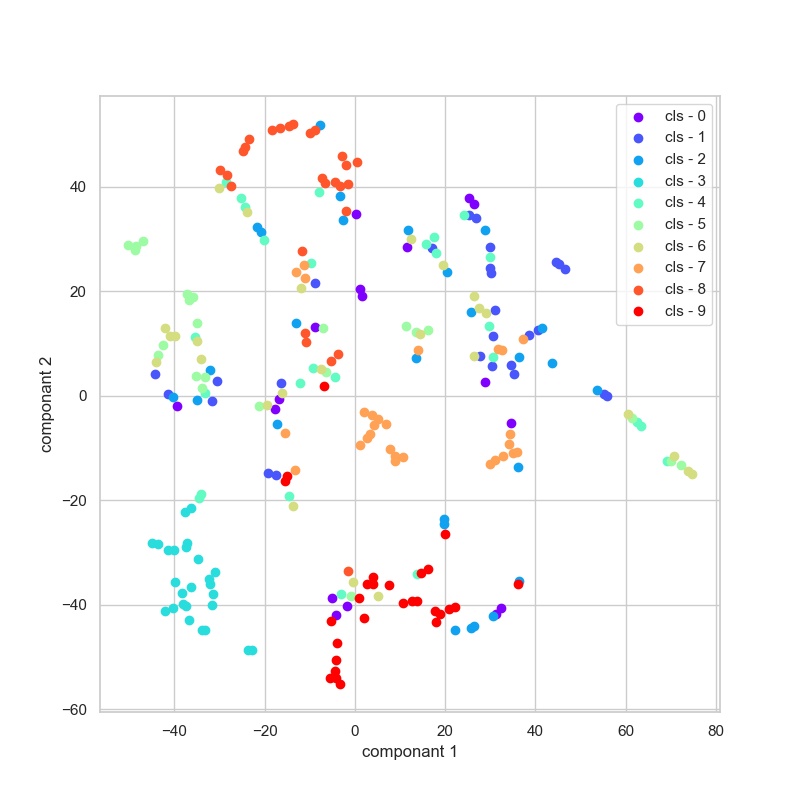 cls - 0
cls - 1
cls - 2
cls - 3
cls - 4
cls - 5
cls - 6
cls - 7
cls - 8
cls - 9
componant 2
40
20
0
−20
−40
−60
−40 −20 0 20 40 60 80
componant 1